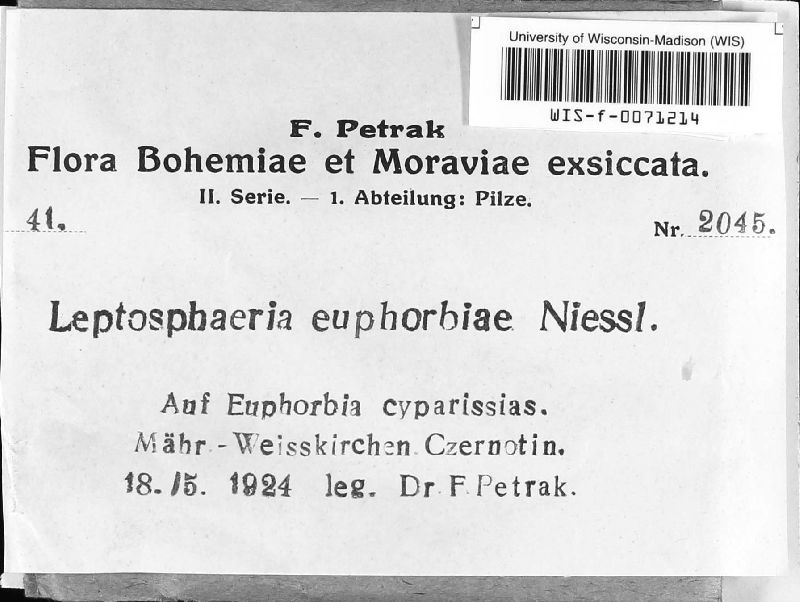 University of Wisconsin-Madison (WIS)
WIS-f-0071214
F. Petrak
Flora Bohemiae et Moraviae exsiccata.
II. Serie. — 1. Abteilung: Pilze.
41. Nr. 2045.
Leptosphaeria euphorbiae Niessl.
Auf Euphorbia cyparissias.
Mähr.-Weisskirchen. Czernotin.
18./5. 1924 leg. Dr. F. Petrak.